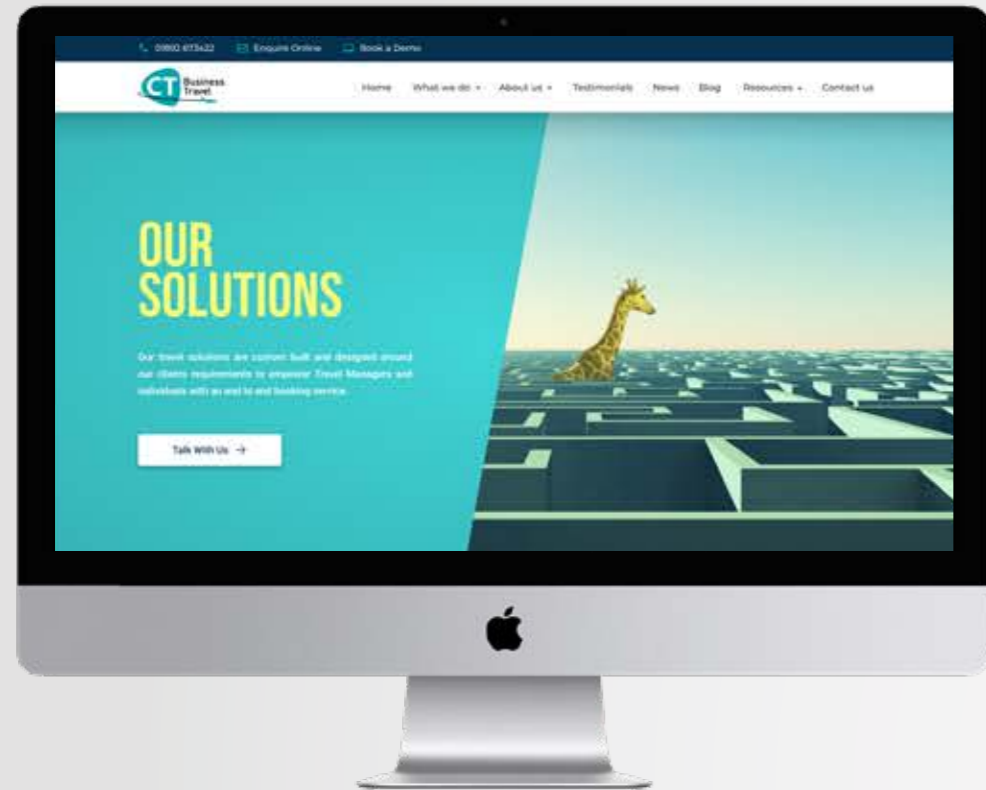 Enquire Online
Book a Demo
CT Business
Travel
Home What we do About us Testimonials News Blog Resources Contact us
OUR
SOLUTIONS
Our travel solutions are custom built and designed around
our clients requirements to empower Travel Managers and
individuals with an end to end booking service.
Talk With Us →